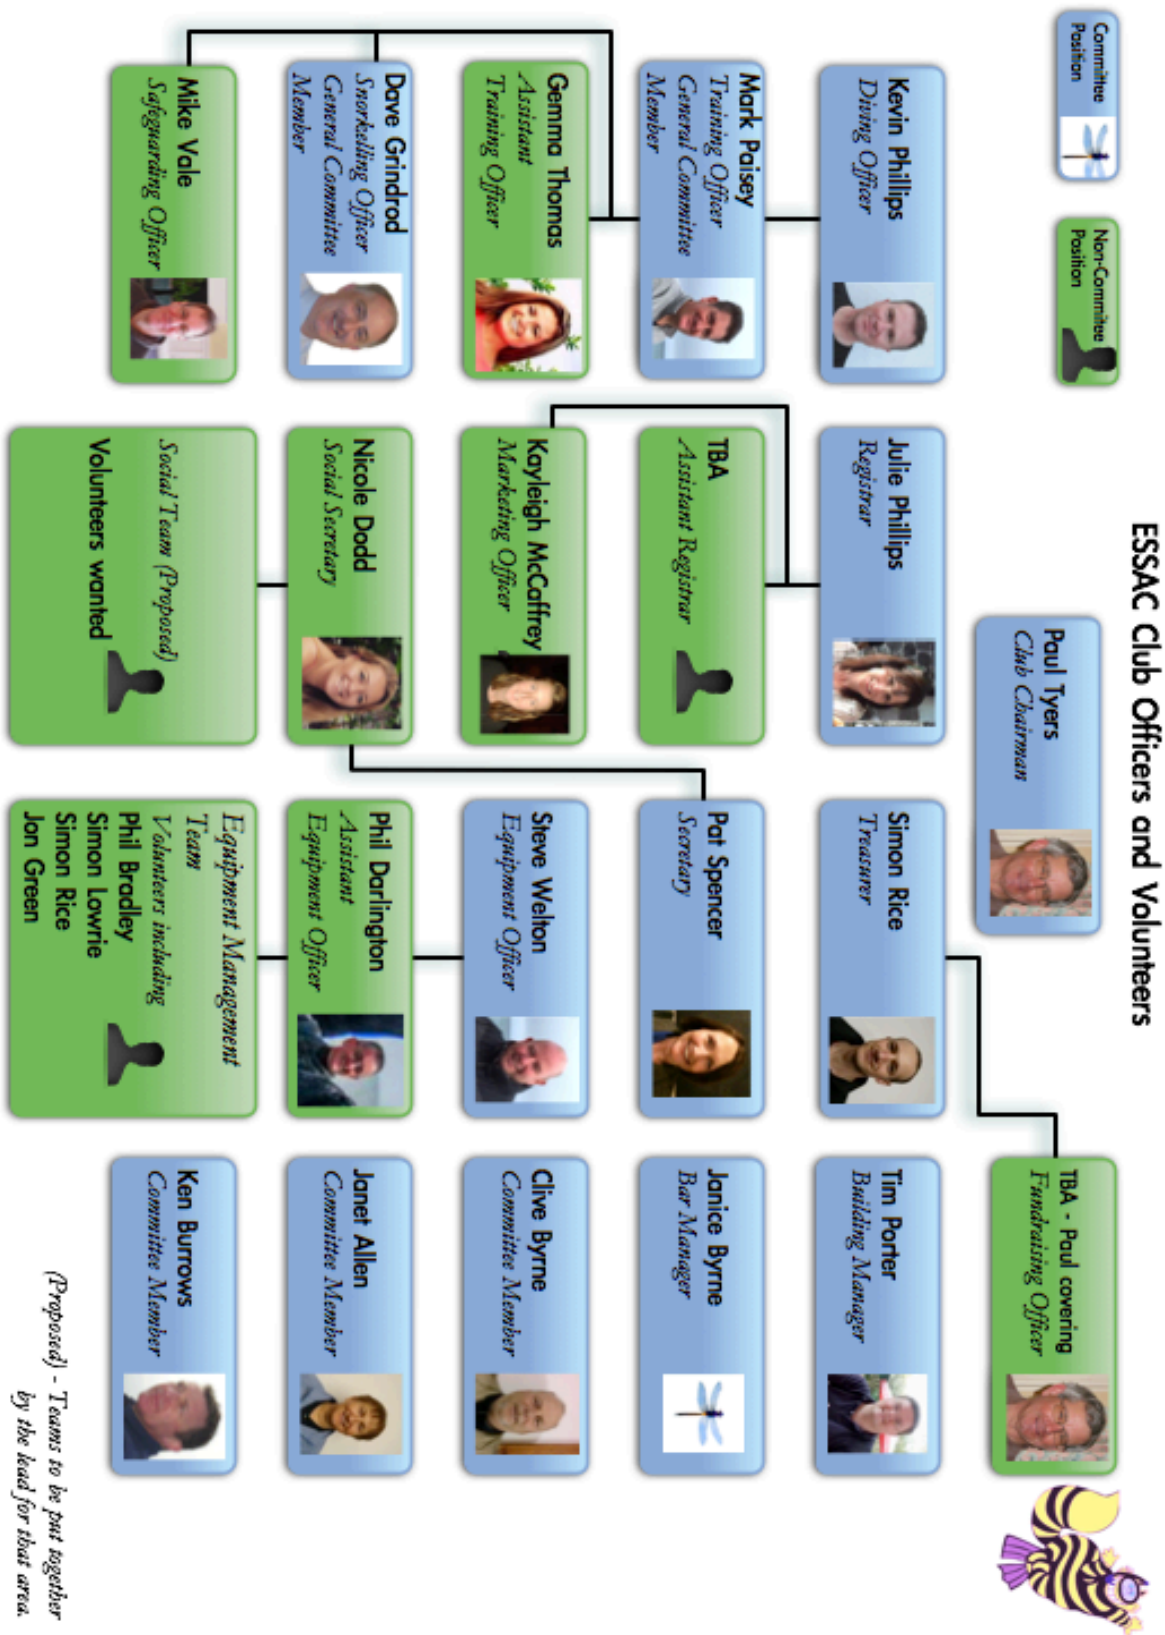 ESSAC Club Officers and Volunteers
Committee
Position
Non-Commitee
Position
Paul Tyers
Club Chairman
TBA - Paul covering
Fundraising Officer
Kevin Phillips
Diving Officer
Julie Phillips
Registrar
Simon Rice
Treasurer
Tim Porter
Building Manager
Mark Paisey
Training Officer
General Committee
Member
TBA
Assistant Registrar
Pat Spencer
Secretary
Janice Byrne
Bar Manager
Gemma Thomas
Assistant
Training Officer
Kayleigh McCaffrey
Marketing Officer
Steve Welton
Equipment Officer
Clive Byrne
Committee Member
Dave Grindrod
Snorkelling Officer
General Committee
Member
Nicole Dodd
Social Secretary
Phil Darlington
Assistant
Equipment Officer
Janet Allen
Committee Member
Mike Vale
Safeguarding Officer
Social Team (Proposed)
Volunteers wanted
Equipment Management
Team
Volunteers including
Phil Bradley
Simon Lowrie
Simon Rice
Jon Green
Ken Burrows
Committee Member
(Proposed) - Teams to be put together
by the lead for that area.